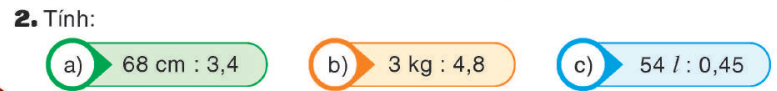 2. Tính:
a) 68 cm : 3,4 b) 3 kg : 4,8 c) 54 l : 0,45